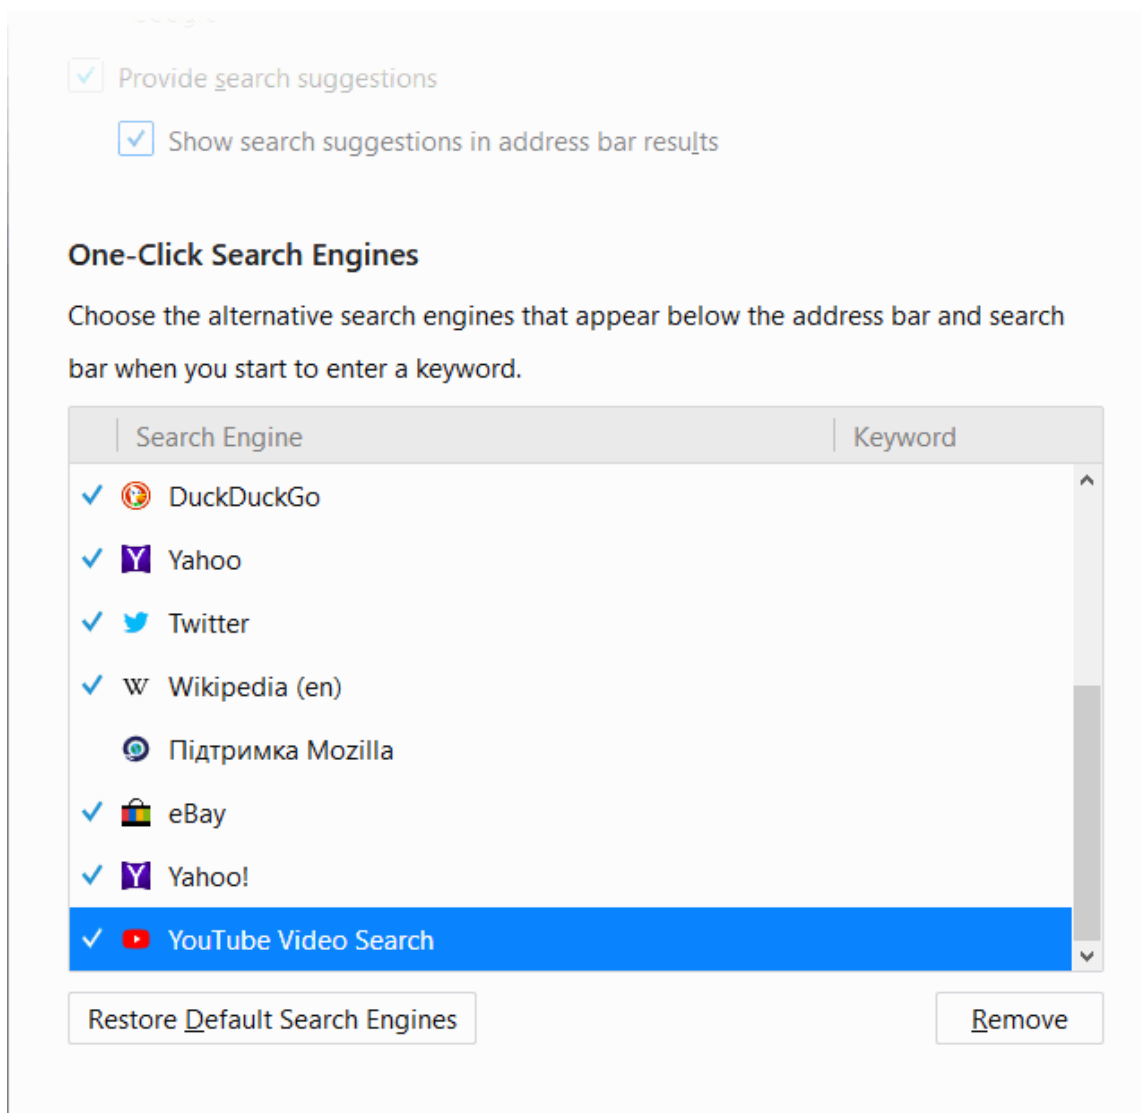 Provide search suggestions
Show search suggestions in address bar results
One-Click Search Engines
Choose the alternative search engines that appear below the address bar and search
bar when you start to enter a keyword.
Search Engine Keyword
DuckDuckGo
Yahoo
Twitter
Wikipedia (en)
Підтримка Mozilla
eBay
Yahoo!
YouTube Video Search
Restore Default Search Engines Remove